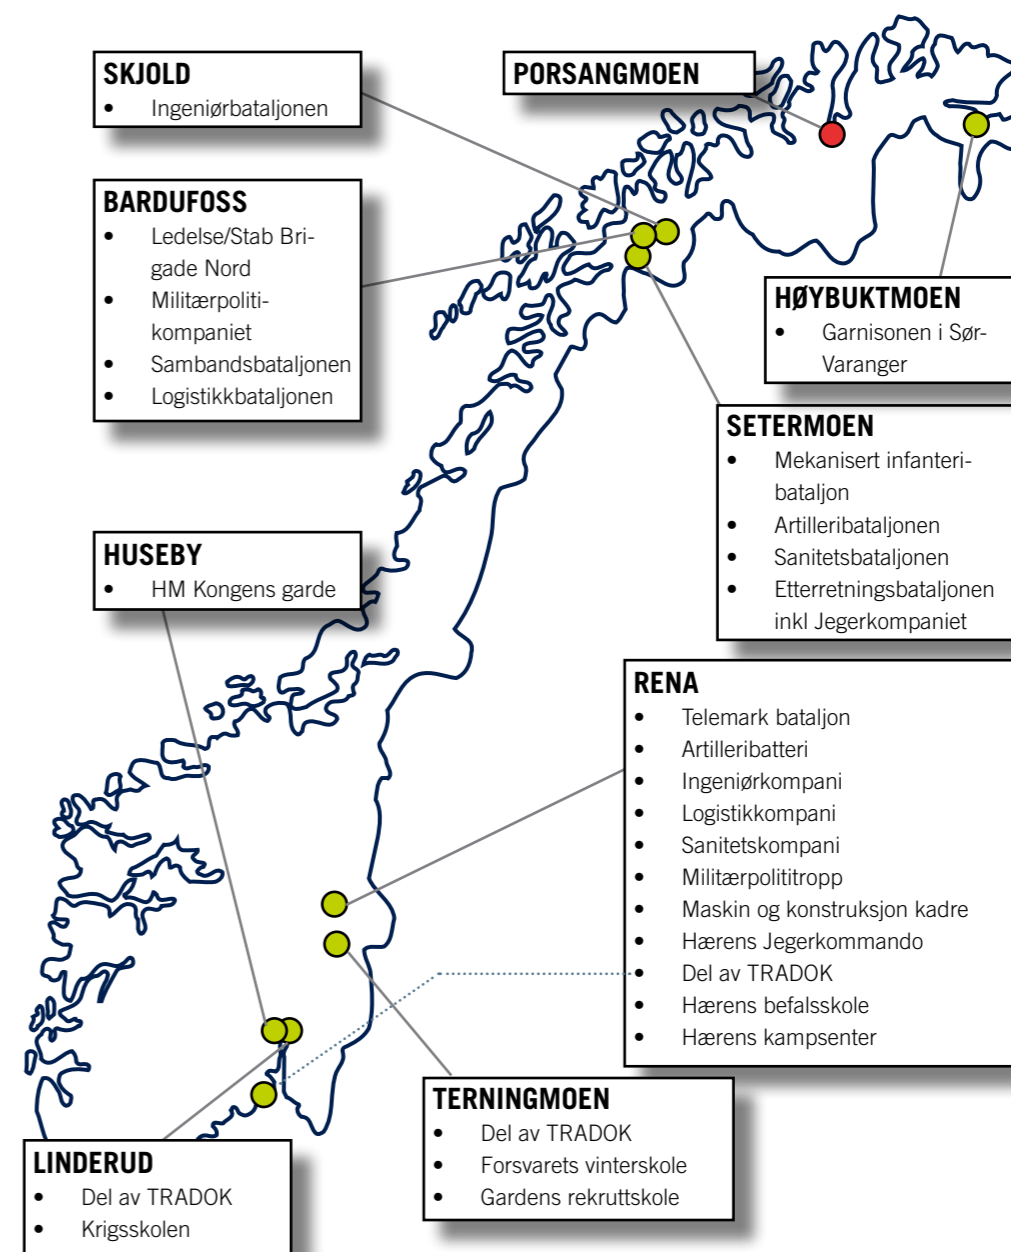 SKJOLD
• Ingeniørbataljonen
PORSANGMOEN
BARDUFOSS
• Ledelse/Stab Bri-
gade Nord
• Militærpoliti-
kompaniet
• Sambandsbataljonen
• Logistikkbataljonen
HØYBUKTMOEN
• Garnisonen i Sør-
Varanger
SETERMOEN
• Mekanisert infanteri-
bataljon
• Artilleribataljonen
• Sanitetsbataljonen
• Etterretningsbataljonen
inkl Jegerkompaniet
HUSEBY
• HM Kongens garde
RENA
• Telemark bataljon
• Artilleribatteri
• Ingeniørkompani
• Logistikkompani
• Sanitetskompani
• Militærpolititropp
• Maskin og konstruksjon kadre
• Hærens Jegerkommando
• Del av TRADOK
• Hærens befalsskole
• Hærens kampsenter
TERNINGMOEN
• Del av TRADOK
• Forsvarets vinterskole
• Gardens rekruttskole
LINDERUD
• Del av TRADOK
• Krigsskolen